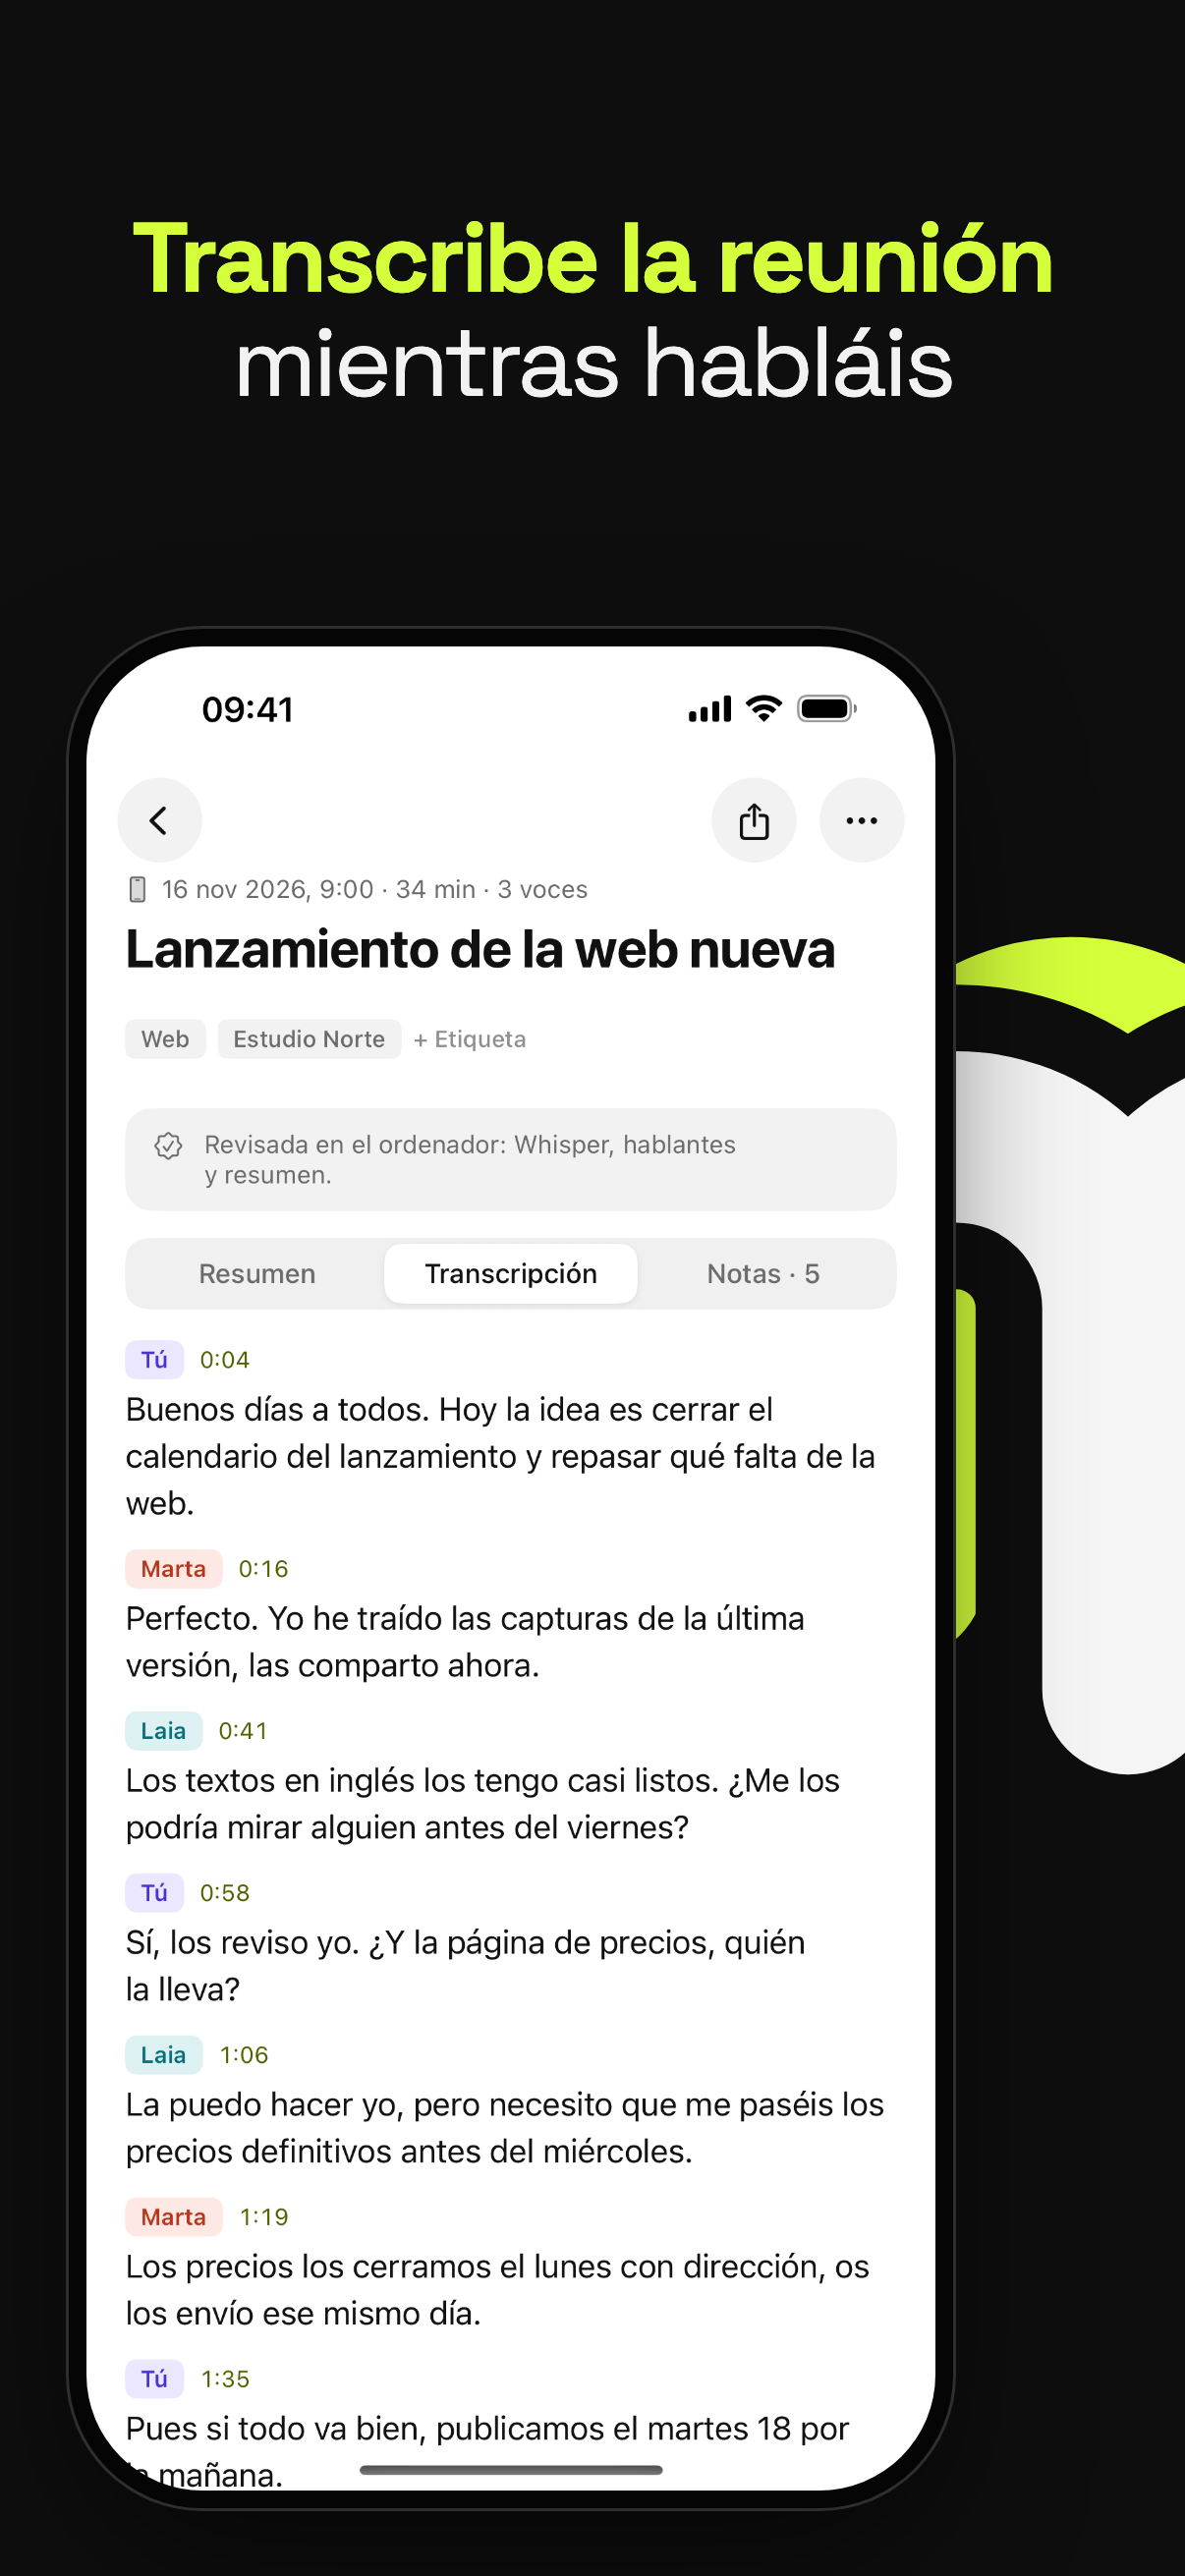 Transcribe la reunión
mientras habláis
09:41
16 nov 2026, 9:00 · 34 min · 3 voces
Lanzamiento de la web nueva
Web Estudio Norte + Etiqueta
Revisada en el ordenador: Whisper, hablantes
y resumen.
Resumen Transcripción Notas · 5
Tú 0:04
Buenos días a todos. Hoy la idea es cerrar el
calendario del lanzamiento y repasar qué falta de la
web.
Marta 0:16
Perfecto. Yo he traído las capturas de la última
versión, las comparto ahora.
Laia 0:41
Los textos en inglés los tengo casi listos. ¿Me los
podría mirar alguien antes del viernes?
Tú 0:58
Sí, los reviso yo. ¿Y la página de precios, quién
la lleva?
Laia 1:06
La puedo hacer yo, pero necesito que me paséis los
precios definitivos antes del miércoles.
Marta 1:19
Los precios los cerramos el lunes con dirección, os
los envío ese mismo día.
Tú 1:35
Pues si todo va bien, publicamos el martes 18 por
la mañana.